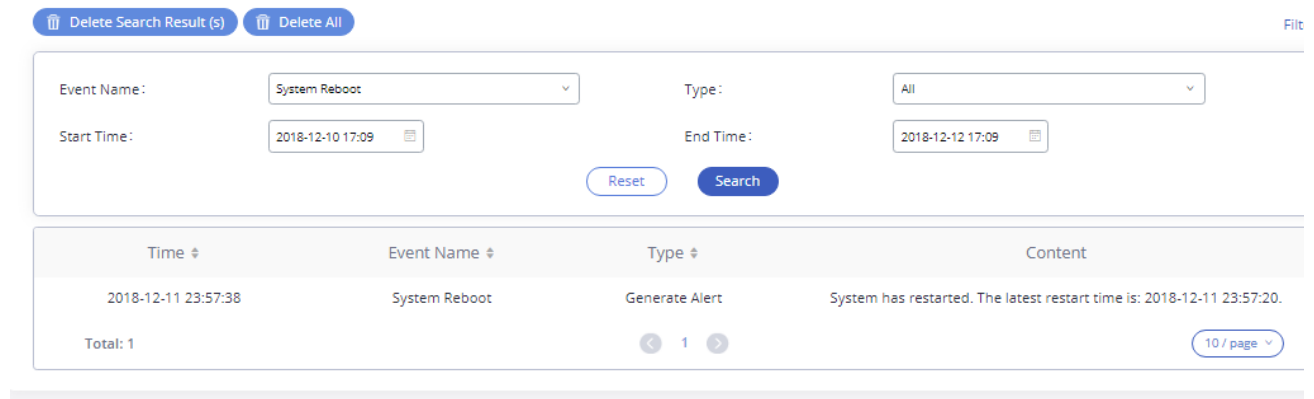 Delete Search Result (s) Delete All Filt
Event Name: System Reboot Type: All
Start Time: 2018-12-10 17:09 End Time: 2018-12-12 17:09
Reset Search
Time Event Name Type Content
2018-12-11 23:57:38 System Reboot Generate Alert System has restarted. The latest restart time is: 2018-12-11 23:57:20.
Total: 1 1 10 / page